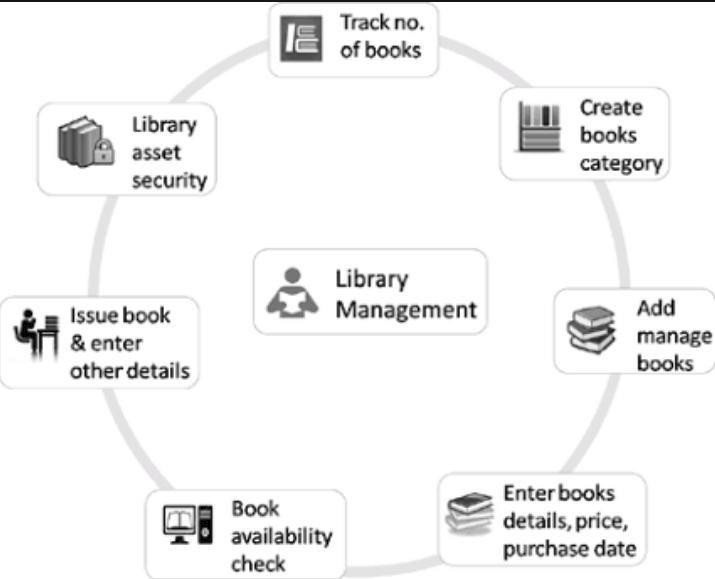 Track no.
of books
Create
books
category
Add
manage
books
Enter books
details, price,
purchase date
Book
availability
check
Issue book
& enter
other details
Library
asset
security
Library
Management